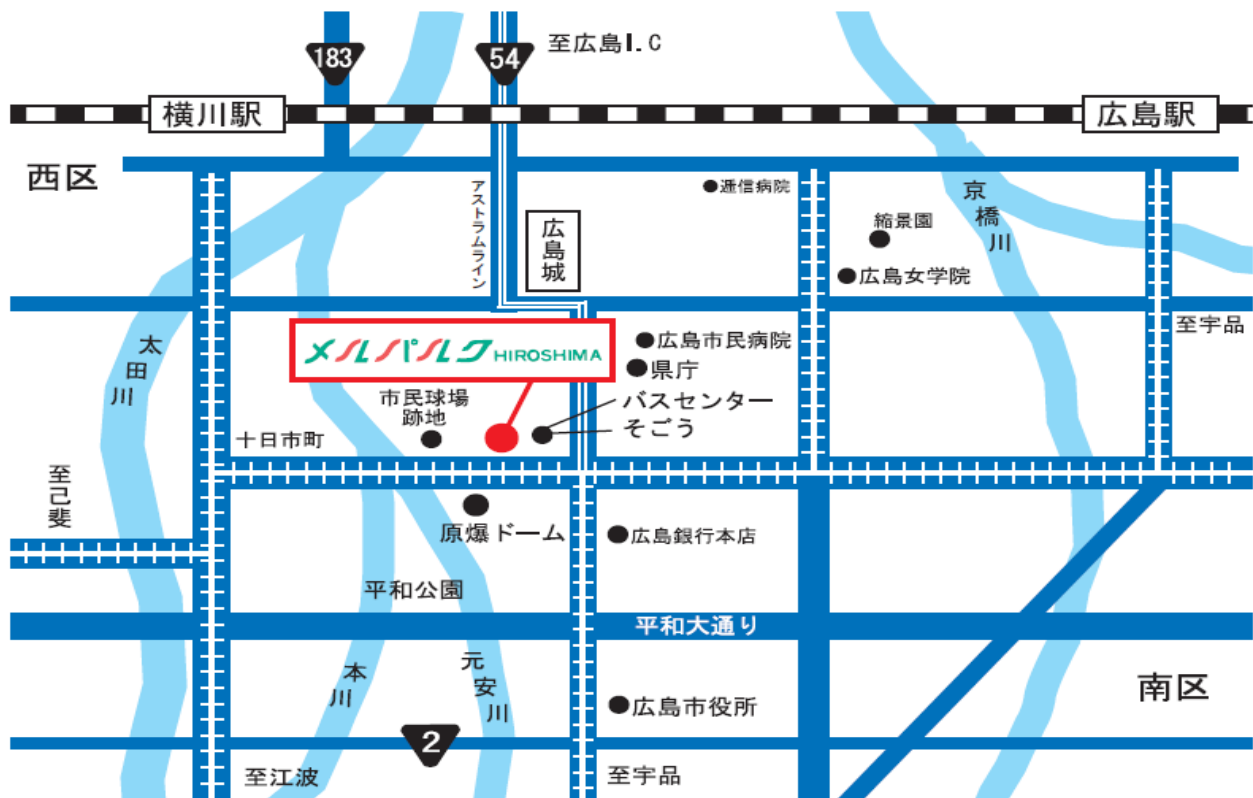 183
54
至広島I.C
横川駅
広島駅
西区
アストラムライン
広島城
逓信病院
縮景園
京橋川
広島女学院
至宇品
太田川
メルパルク HIROSHIMA
広島市民病院
県庁
市民球場
跡地
バスセンター
そごう
十日市町
至己斐
原爆ドーム
広島銀行本店
平和公園
平和大通り
本川
元安川
広島市役所
南区
2
至江波
至宇品